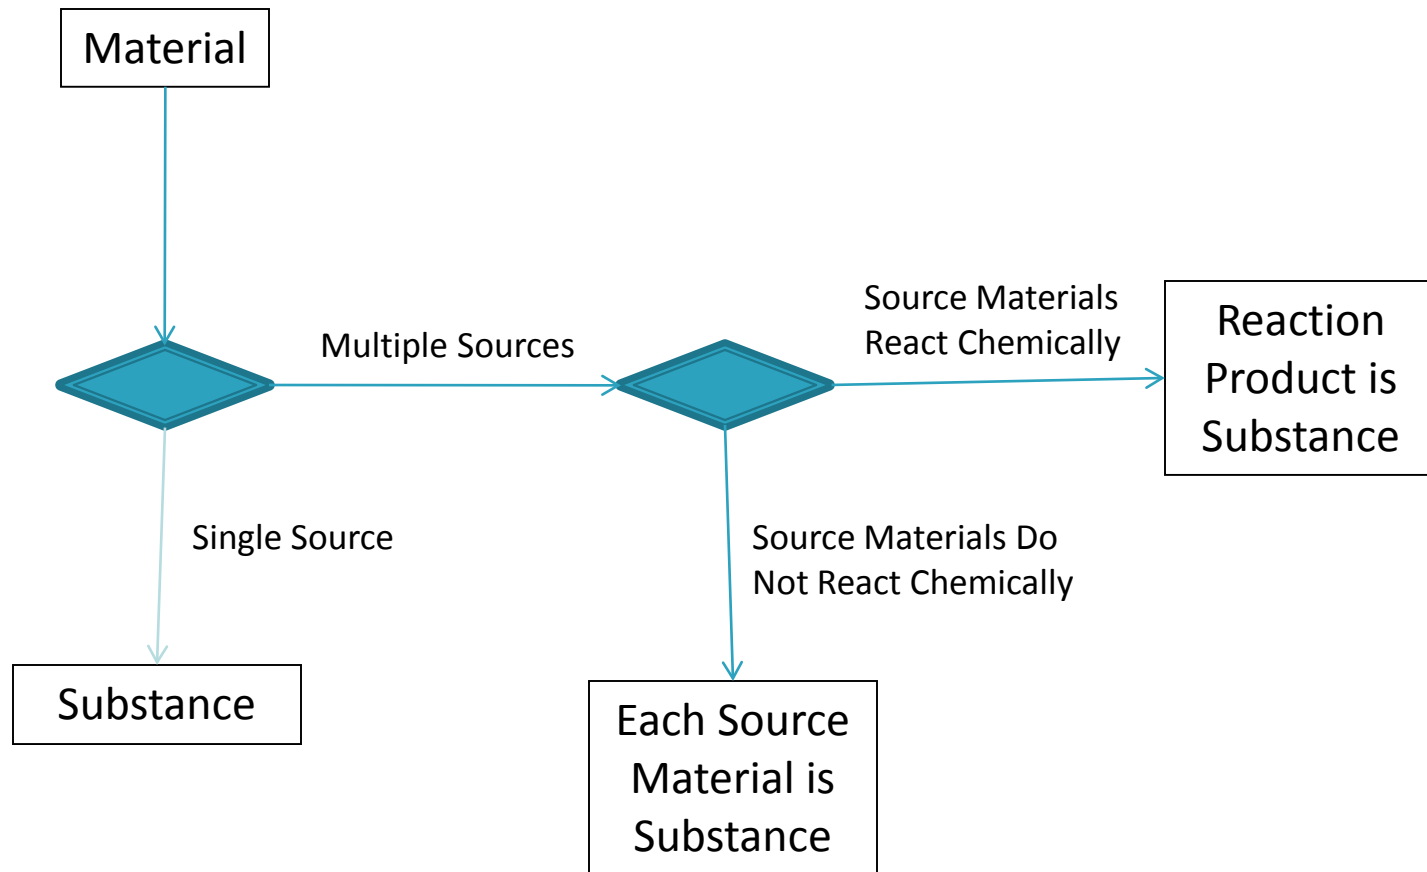 Material
Source Materials
React Chemically
Reaction
Product is
Substance
Multiple Sources
Single Source
Source Materials Do
Not React Chemically
Substance
Each Source
Material is
Substance